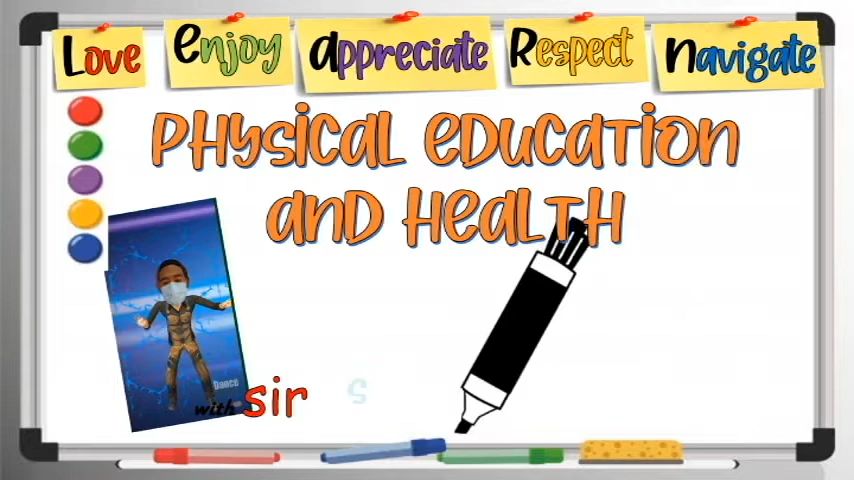 Love Enjoy appreciate Respect navigate
PHysical education
and HealtH
Dance
with sir s